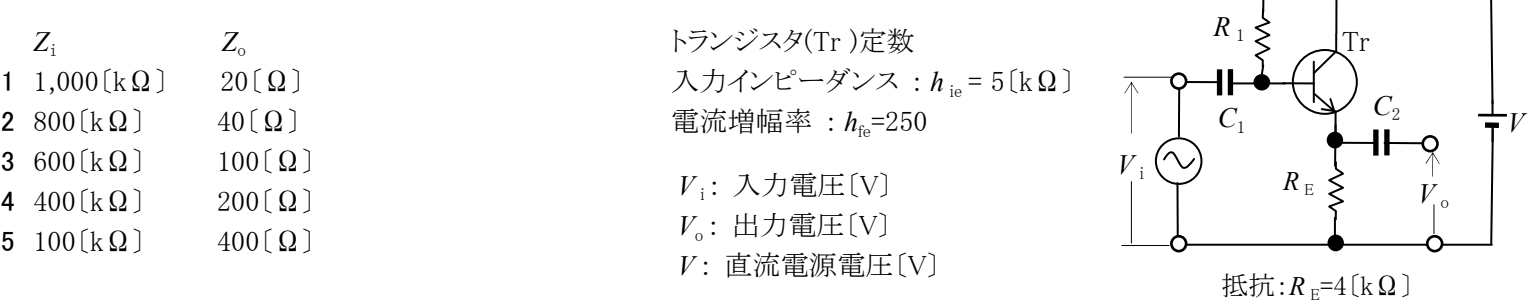 Zi Zo
1 1,000〔kΩ〕 20〔Ω〕
2 800〔kΩ〕 40〔Ω〕
3 600〔kΩ〕 100〔Ω〕
4 400〔kΩ〕 200〔Ω〕
5 100〔kΩ〕 400〔Ω〕
トランジスタ(Tr )定数
入力インピーダンス : hie = 5〔kΩ〕
電流増幅率 : hfe=250
Vi : 入力電圧〔V〕
Vo : 出力電圧〔V〕
V : 直流電源電圧〔V〕
R1
Tr
C1
C2
V
Vi
RE
Vo
抵抗:RE=4〔kΩ〕